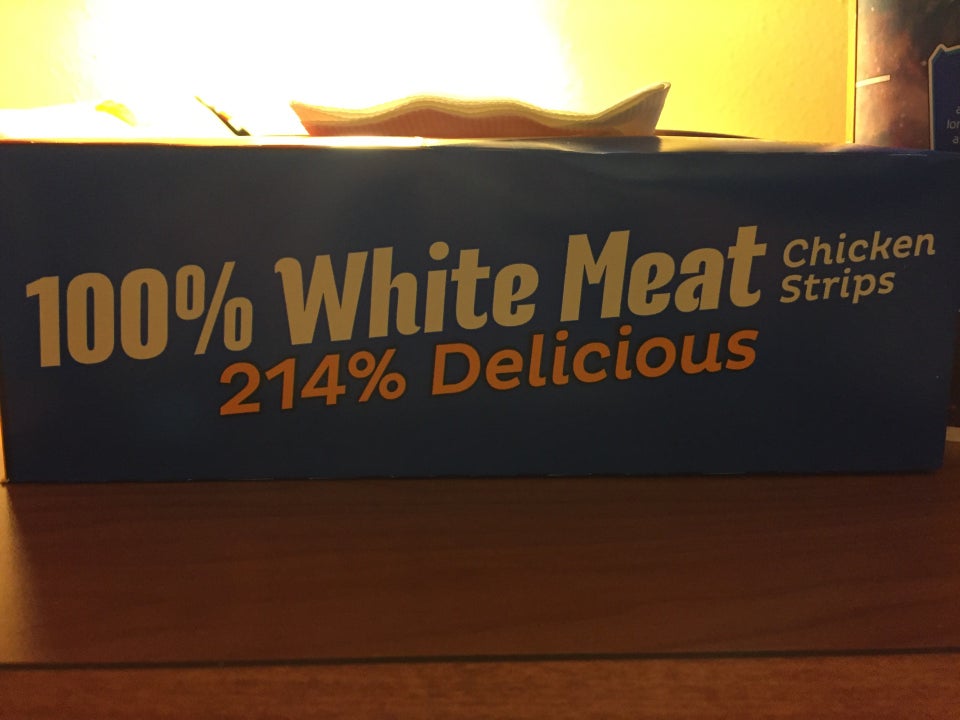 100% White Meat Chicken
Strips
214% Delicious